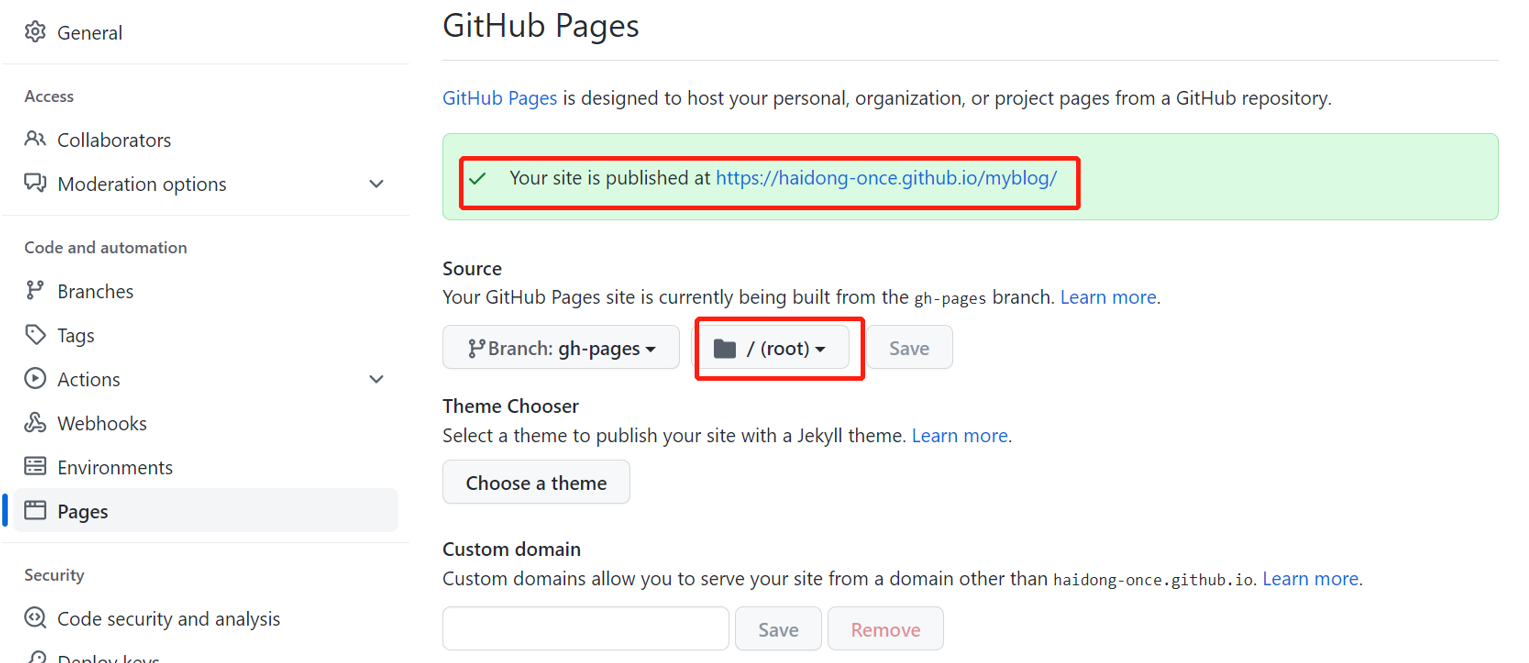 General
Access
Collaborators
Moderation options
Code and automation
Branches
Tags
Actions
Webhooks
Environments
Pages
Security
Code security and analysis
Deploy keys
GitHub Pages
GitHub Pages is designed to host your personal, organization, or project pages from a GitHub repository.
Your site is published at https://haidong-once.github.io/myblog/
Source
Your GitHub Pages site is currently being built from the gh-pages branch. Learn more.
Branch: gh-pages / (root) Save
Theme Chooser
Select a theme to publish your site with a Jekyll theme. Learn more.
Choose a theme
Custom domain
Custom domains allow you to serve your site from a domain other than haidong-once.github.io. Learn more.
Save Remove